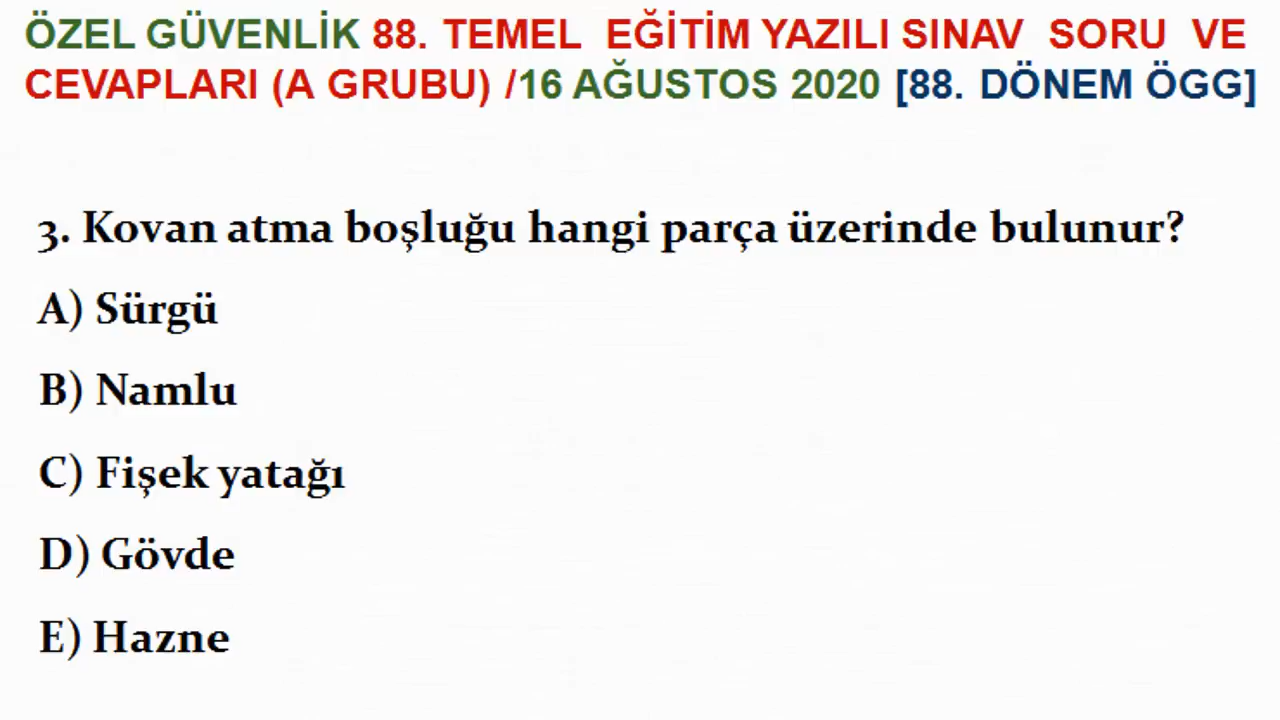 ÖZEL GÜVENLİK 88. TEMEL EĞİTİM YAZILI SINAV SORU VE
CEVAPLARI (A GRUBU) /16 AĞUSTOS 2020 [88. DÖNEM ÖGG]
3. Kovan atma boşluğu hangi parça üzerinde bulunur?
A) Sürgü
B) Namlu
C) Fişek yatağı
D) Gövde
E) Hazne